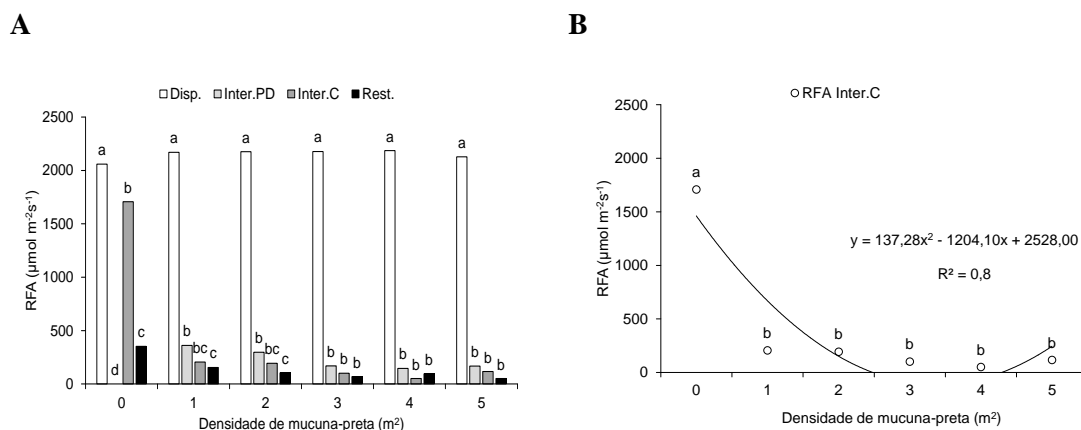 A
Disp. Inter.PD Inter.C Rest.
2500
2000
1500
1000
500
0
RFA (µmol m-2s-1)
a d b c
a b bc b
a b bc c
a b b b
a b b b
a b b b
0 1 2 3 4 5
Densidade de mucuna-preta (m²)
B
RFA Inter.C
2500
2000
1500
1000
500
0
RFA (µmol m-2s-1)
a
b
b
b
b
b
y = 137,28x² - 1204,10x + 2528,00
R² = 0,8
0 1 2 3 4 5
Densidade de mucuna-preta (m²)